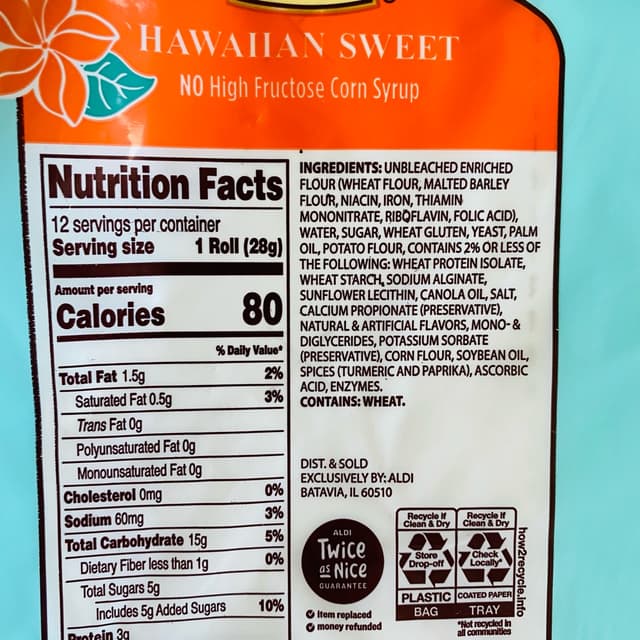 HAWAIIAN SWEET
NO High Fructose Corn Syrup
Nutrition Facts
12 servings per container
Serving size 1 Roll (28g)
Amount per serving
Calories 80
% Daily Value*
Total Fat 1.5g 2%
Saturated Fat 0.5g 3%
Trans Fat 0g
Polyunsaturated Fat 0g
Monounsaturated Fat 0g
Cholesterol 0mg 0%
Sodium 60mg 3%
Total Carbohydrate 15g 5%
Dietary Fiber less than 1g 0%
Total Sugars 5g
Includes 5g Added Sugars 10%
Protein 3g
INGREDIENTS: UNBLEACHED ENRICHED
FLOUR (WHEAT FLOUR, MALTED BARLEY
FLOUR, NIACIN, IRON, THIAMIN
MONONITRATE, RIBOFLAVIN, FOLIC ACID),
WATER, SUGAR, WHEAT GLUTEN, YEAST, PALM
OIL, POTATO FLOUR, CONTAINS 2% OR LESS OF
THE FOLLOWING: WHEAT PROTEIN ISOLATE,
WHEAT STARCH, SODIUM ALGINATE,
SUNFLOWER LECITHIN, CANOLA OIL, SALT,
CALCIUM PROPIONATE (PRESERVATIVE),
NATURAL & ARTIFICIAL FLAVORS, MONO- &
DIGLYCERIDES, POTASSIUM SORBATE
(PRESERVATIVE), CORN FLOUR, SOYBEAN OIL,
SPICES (TURMERIC AND PAPRIKA), ASCORBIC
ACID, ENZYMES.
CONTAINS: WHEAT.
DIST. & SOLD
EXCLUSIVELY BY: ALDI
BATAVIA, IL 60510
ALDI
Twice
as Nice
GUARANTEE
Item replaced
money refunded
Recycle If
Clean & Dry
Store
Drop-off
PLASTIC
BAG
Recycle If
Clean & Dry
Check
Locally*
COATED PAPER
TRAY
*Not recycled in
all communities
how2recycle.info